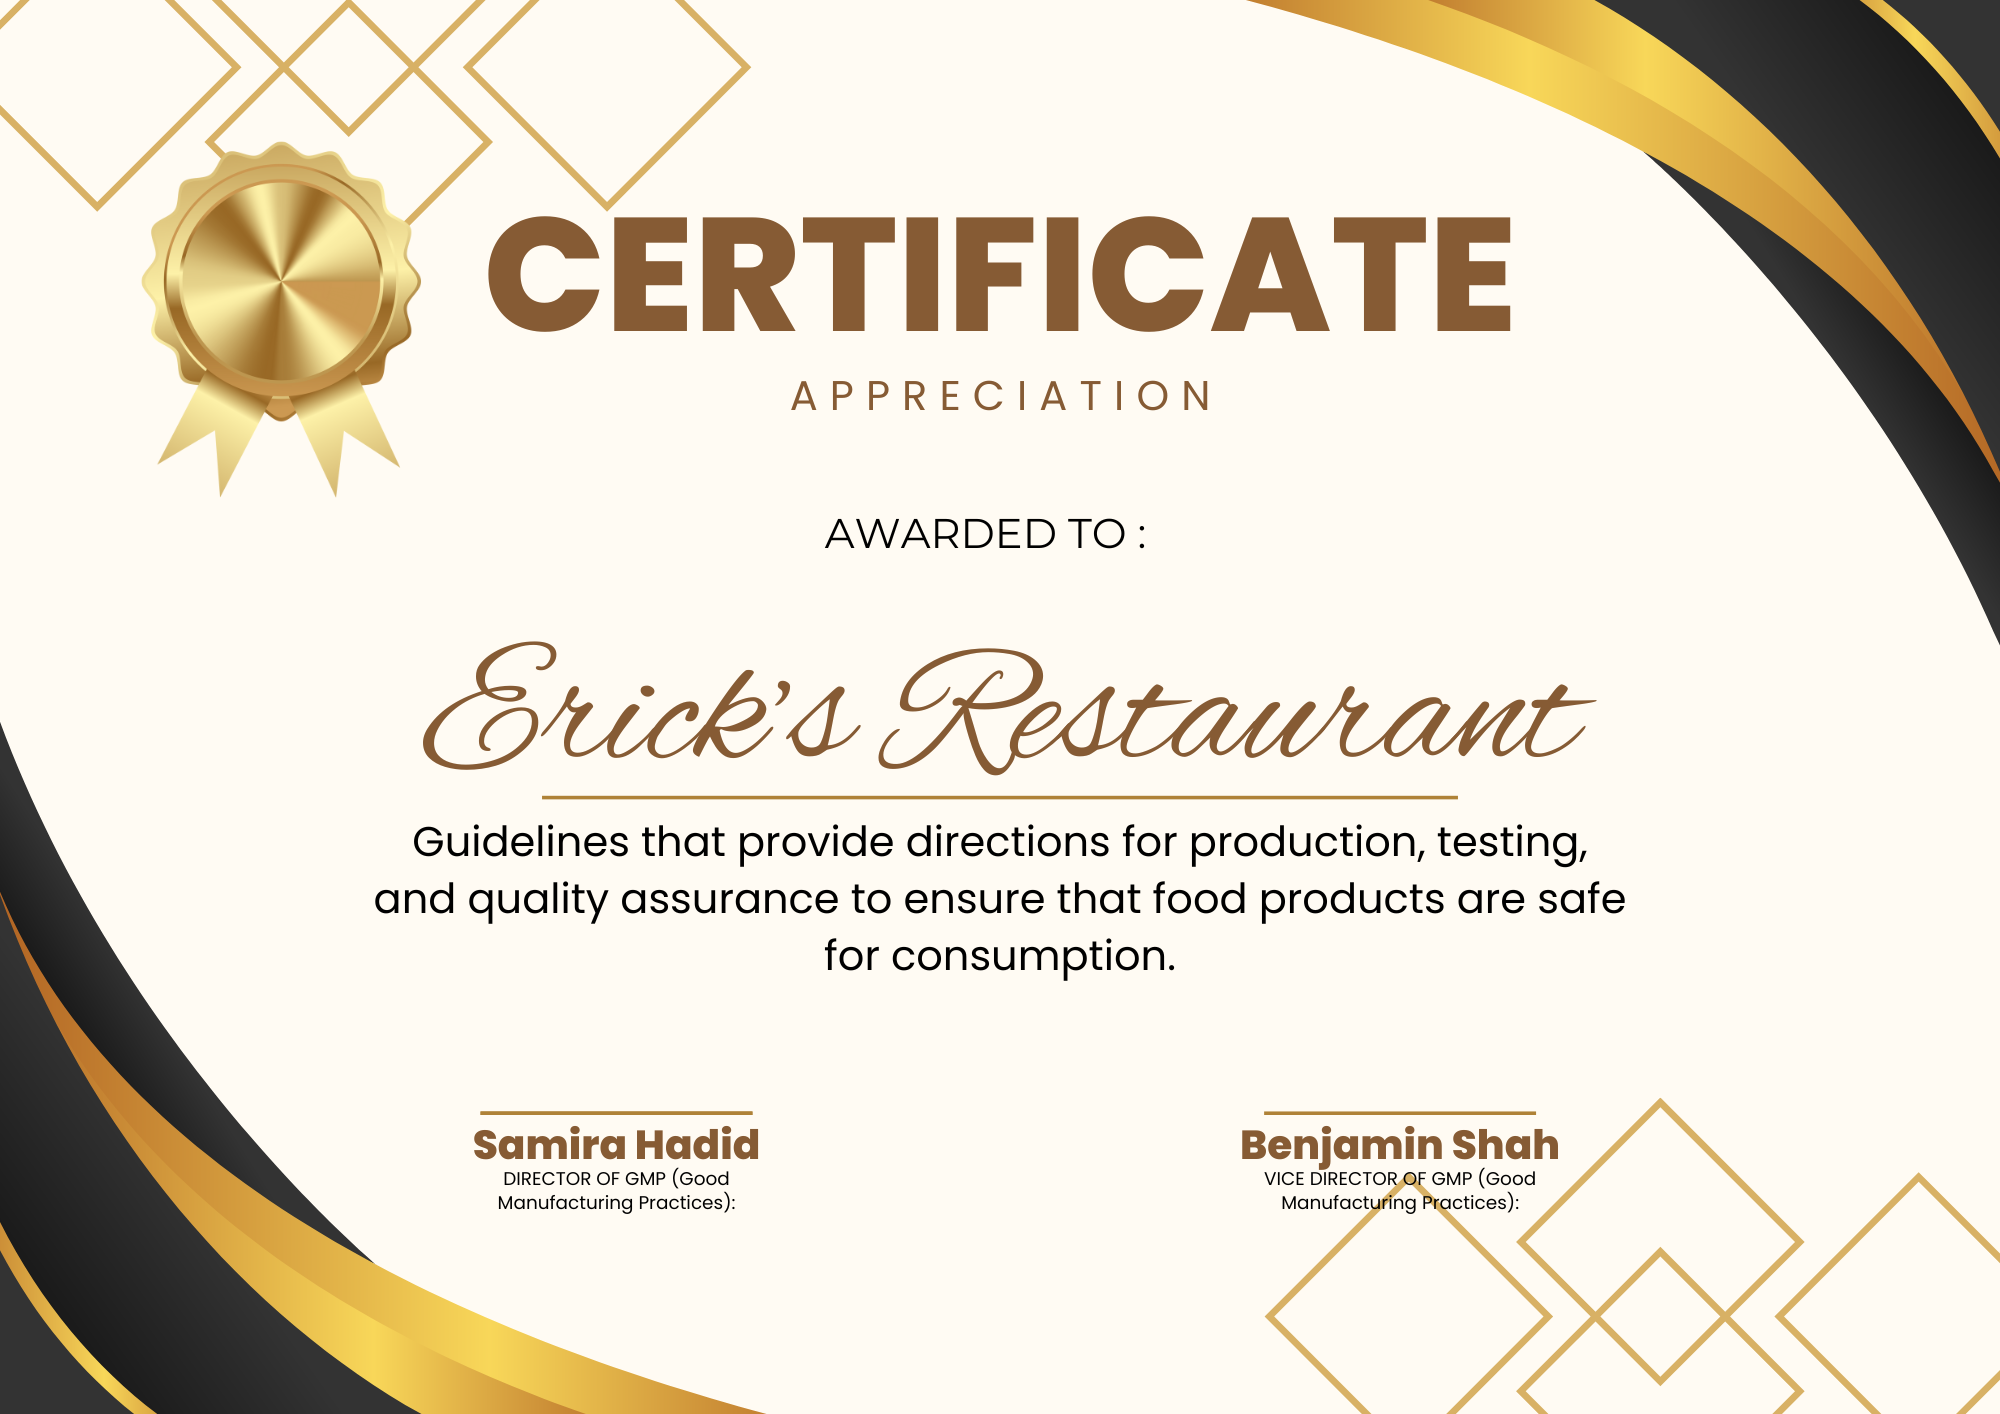 CERTIFICATE
APPRECIATION
AWARDED TO :
Erick's Restaurant
Guidelines that provide directions for production, testing,
and quality assurance to ensure that food products are safe
for consumption.
Samira Hadid
DIRECTOR OF GMP (Good
Manufacturing Practices):
Benjamin Shah
VICE DIRECTOR OF GMP (Good
Manufacturing Practices):